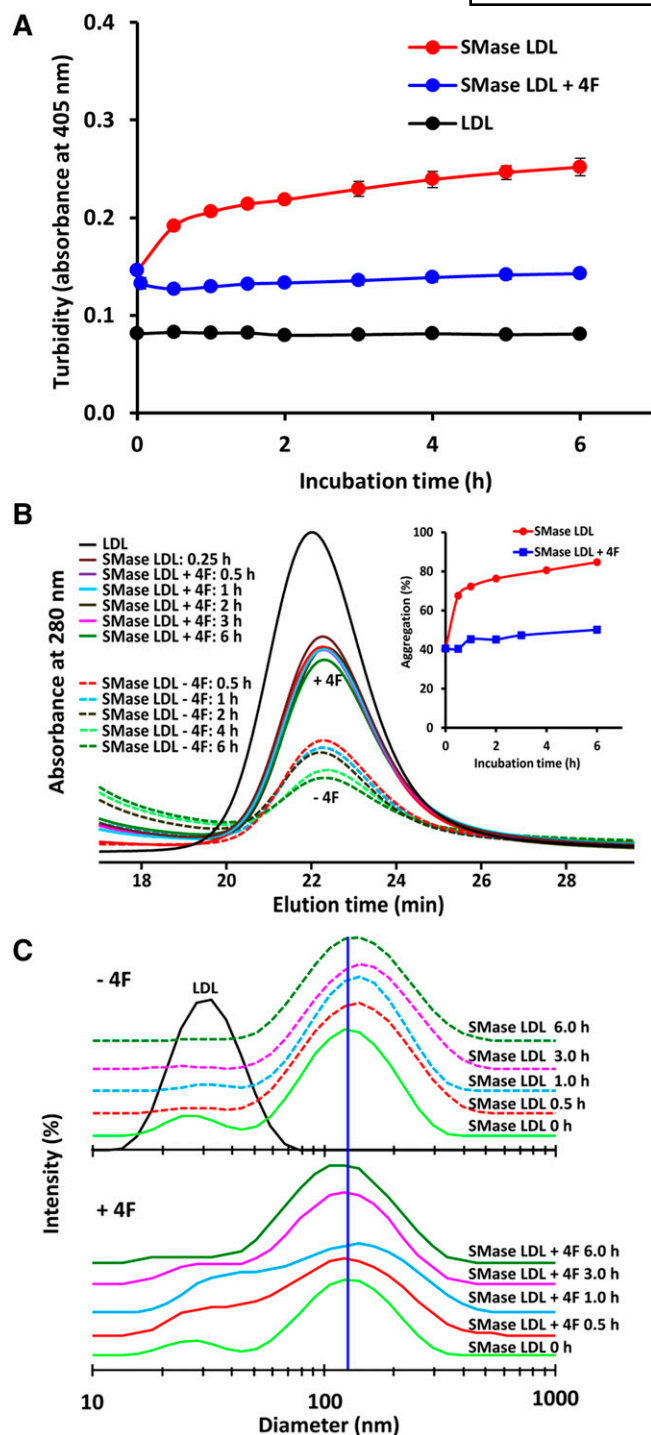 A
0.4
0.3
0.2
0.1
0.0
Turbidity (absorbance at 405 nm)
SMase LDL
SMase LDL + 4F
LDL
0 2 4 6
Incubation time (h)
B
Absorbance at 280 nm
LDL
SMase LDL: 0.25 h
SMase LDL + 4F: 0.5 h
SMase LDL + 4F: 1 h
SMase LDL + 4F: 2 h
SMase LDL + 4F: 3 h
SMase LDL + 4F: 6 h
SMase LDL - 4F: 0.5 h
SMase LDL - 4F: 1 h
SMase LDL - 4F: 2 h
SMase LDL - 4F: 4 h
SMase LDL - 4F: 6 h
+ 4F
- 4F
SMase LDL
SMase LDL + 4F
Aggregation (%)
100
80
60
40
20
0
0 2 4 6
Incubation time (h)
18 20 22 24 26 28
Elution time (min)
C
Intensity (%)
- 4F
LDL
SMase LDL 6.0 h
SMase LDL 3.0 h
SMase LDL 1.0 h
SMase LDL 0.5 h
SMase LDL 0 h
+ 4F
SMase LDL + 4F 6.0 h
SMase LDL + 4F 3.0 h
SMase LDL + 4F 1.0 h
SMase LDL + 4F 0.5 h
SMase LDL 0 h
10 100 1000
Diameter (nm)